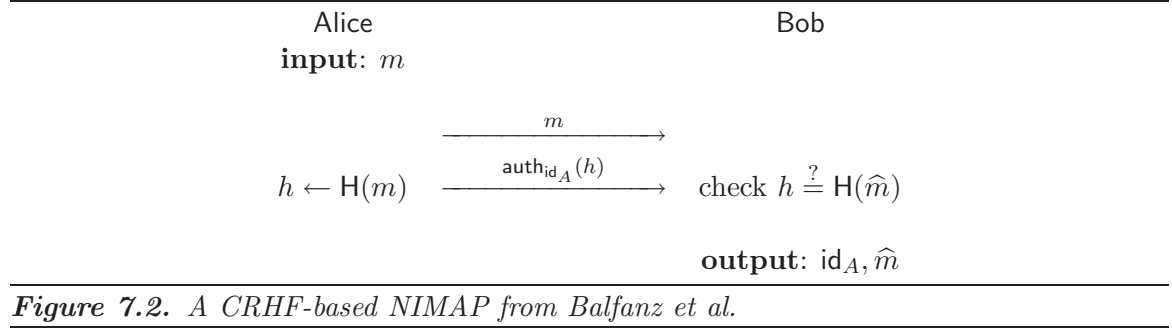 Alice Bob
input: m
m
auth_{id_A}(h)
h ← H(m) check h ≟ H(m̂)
output: id_A, m̂
Figure 7.2. A CRHF-based NIMAP from Balfanz et al.